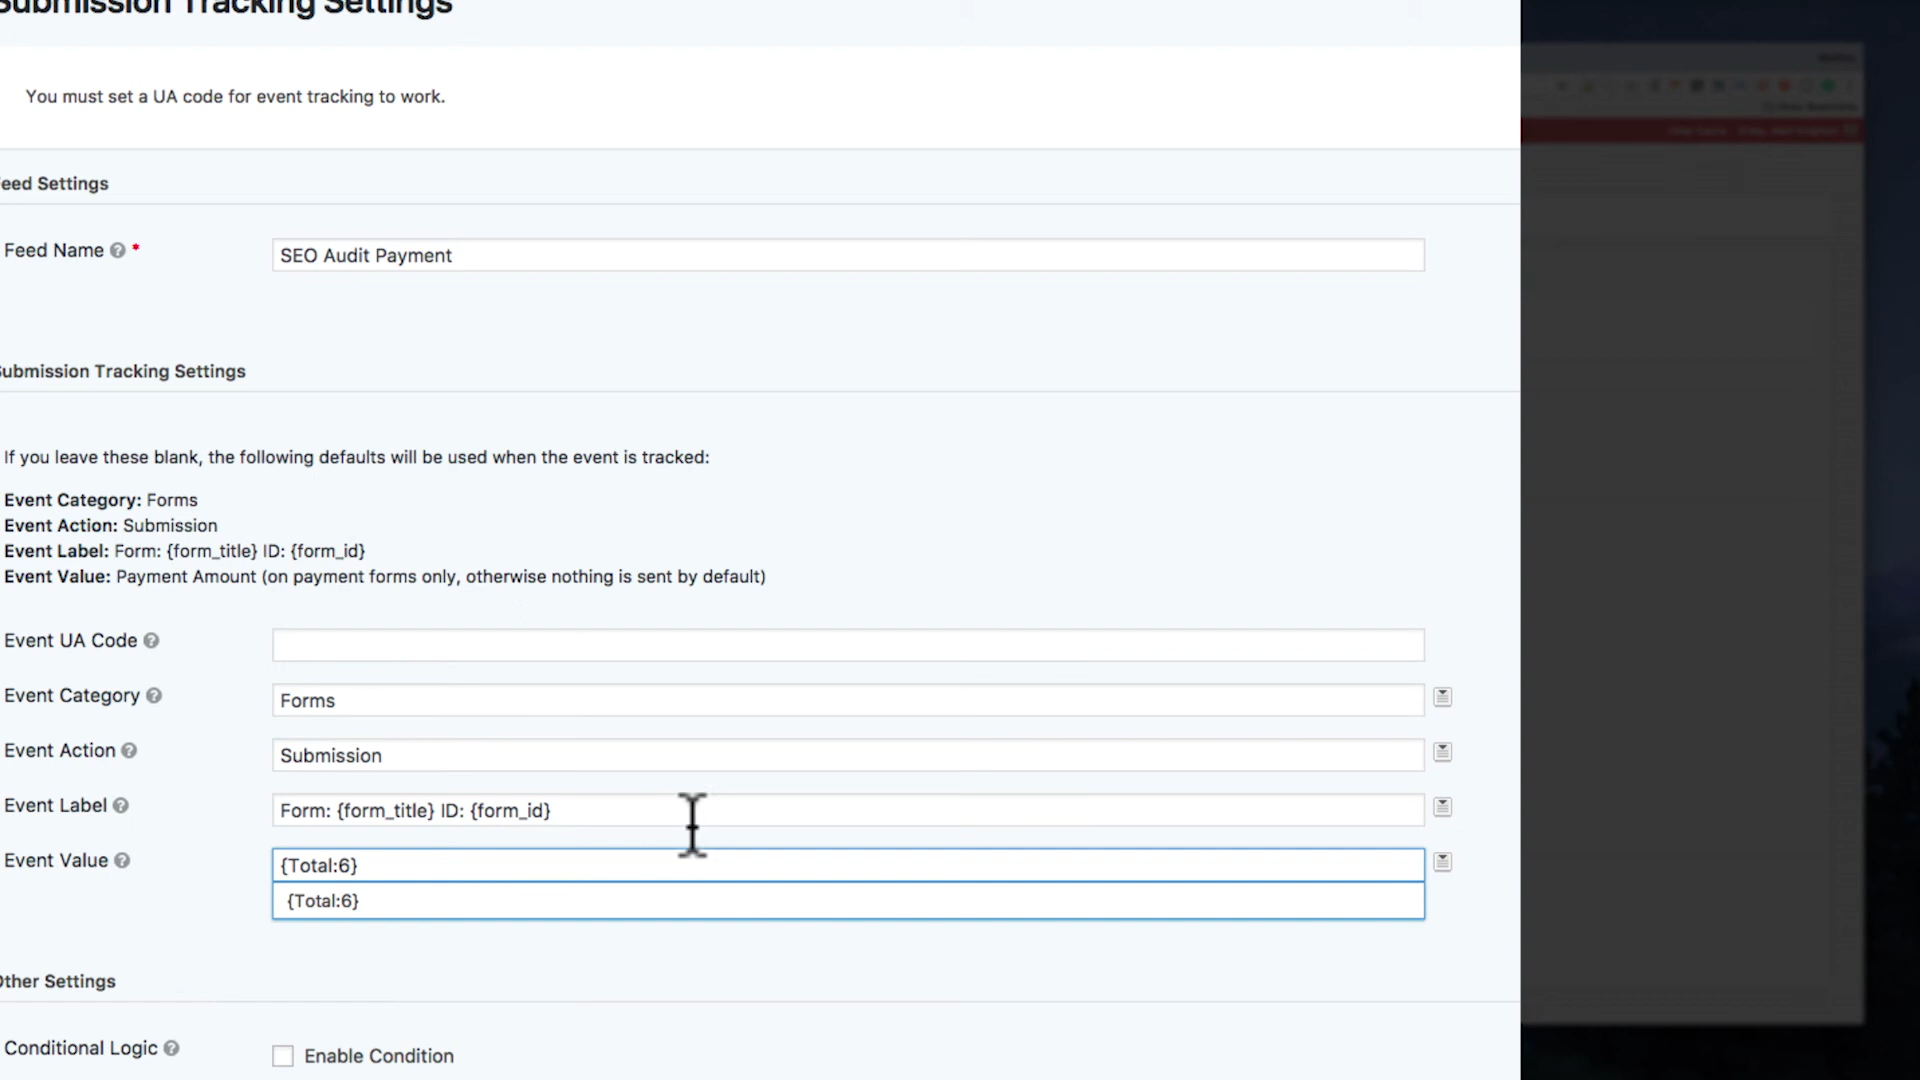 Submission Tracking Settings
You must set a UA code for event tracking to work.
Feed Settings
Feed Name *
SEO Audit Payment
Submission Tracking Settings
If you leave these blank, the following defaults will be used when the event is tracked:
Event Category: Forms
Event Action: Submission
Event Label: Form: {form_title} ID: {form_id}
Event Value: Payment Amount (on payment forms only, otherwise nothing is sent by default)
Event UA Code
Event Category
Forms
Event Action
Submission
Event Label
Form: {form_title} ID: {form_id}
Event Value
{Total:6}
{Total:6}
Other Settings
Conditional Logic
Enable Condition